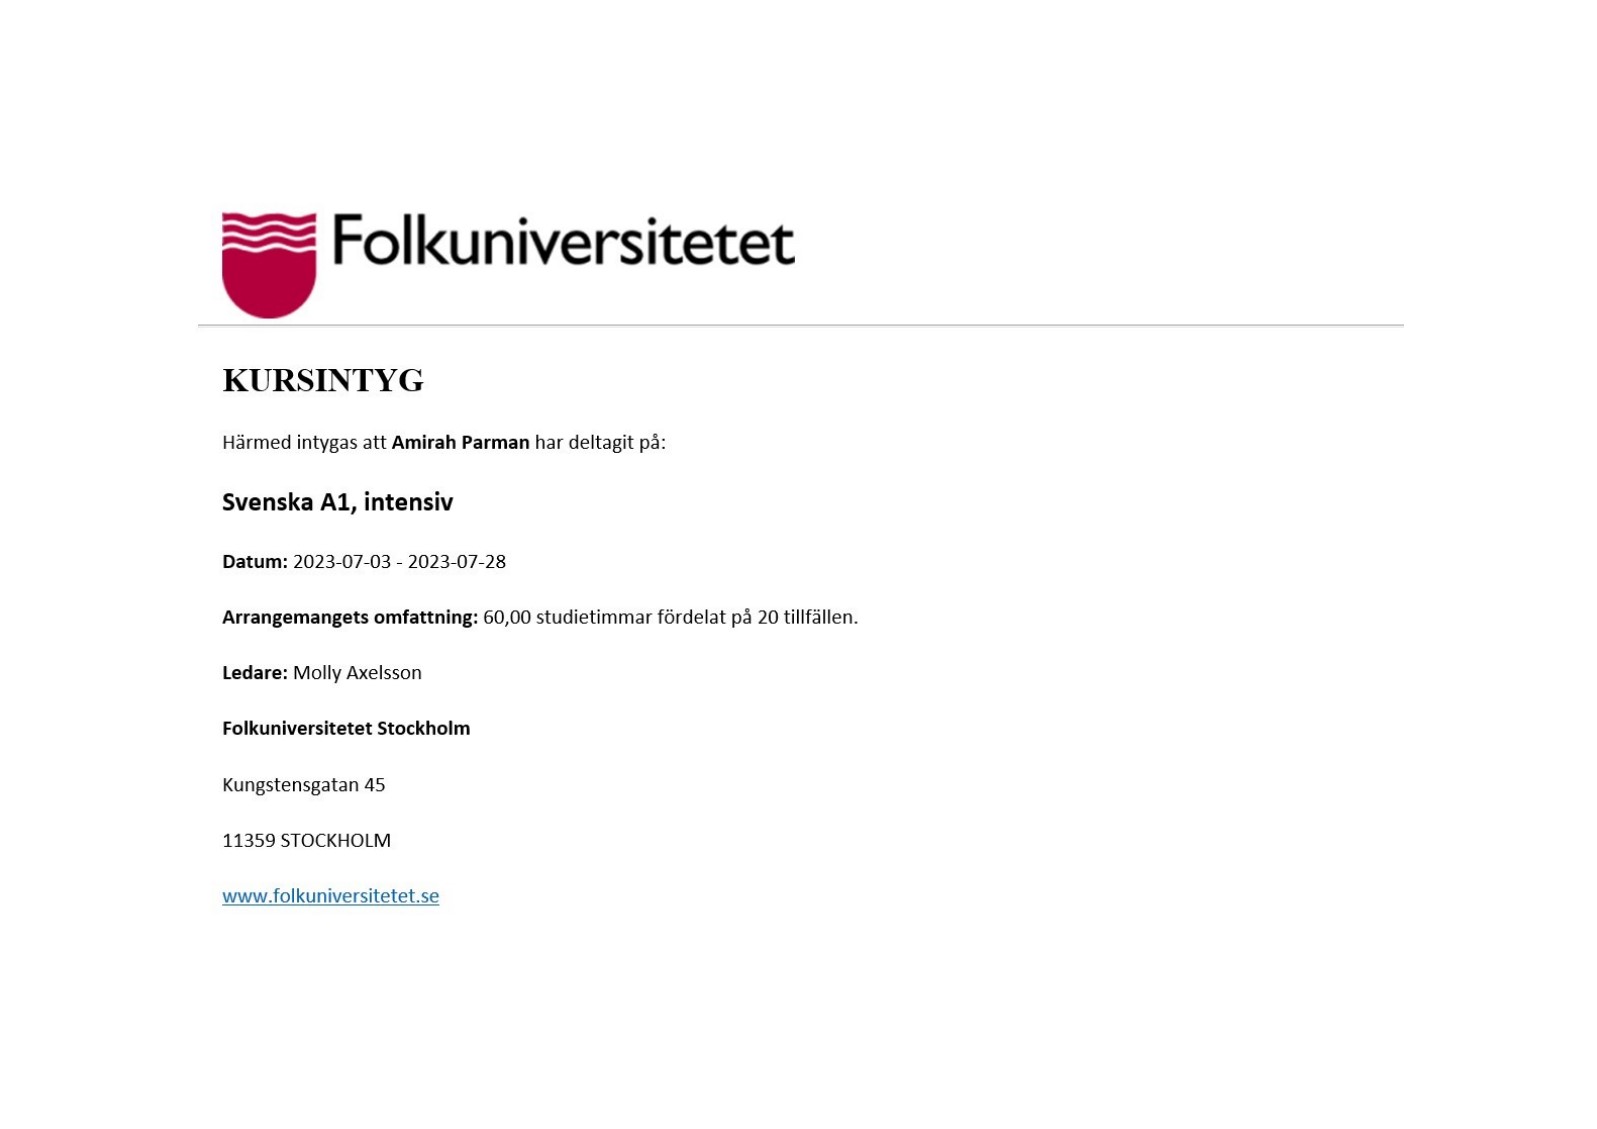 Folkuniversitetet
KURSINTYG
Härmed intygas att Amirah Parman har deltagit på:
Svenska A1, intensiv
Datum: 2023-07-03 - 2023-07-28
Arrangemangets omfattning: 60,00 studietimmar fördelat på 20 tillfällen.
Ledare: Molly Axelsson
Folkuniversitetet Stockholm
Kungstensgatan 45
11359 STOCKHOLM
www.folkuniversitetet.se